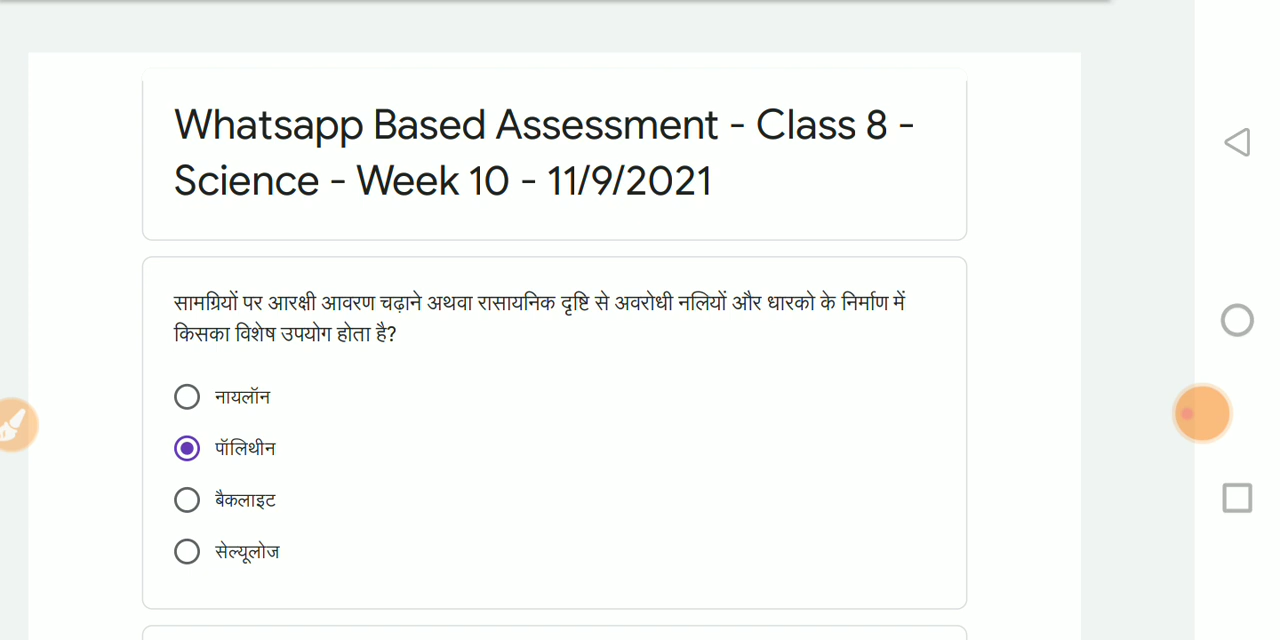 Whatsapp Based Assessment - Class 8 -
Science - Week 10 - 11/9/2021
सामग्रियों पर आरक्षी आवरण चढ़ाने अथवा रासायनिक दृष्टि से अवरोधी नलियों और धारको के निर्माण में
किसका विशेष उपयोग होता है?
नायलॉन
पॉलिथीन
बैकलाइट
सेल्यूलोज